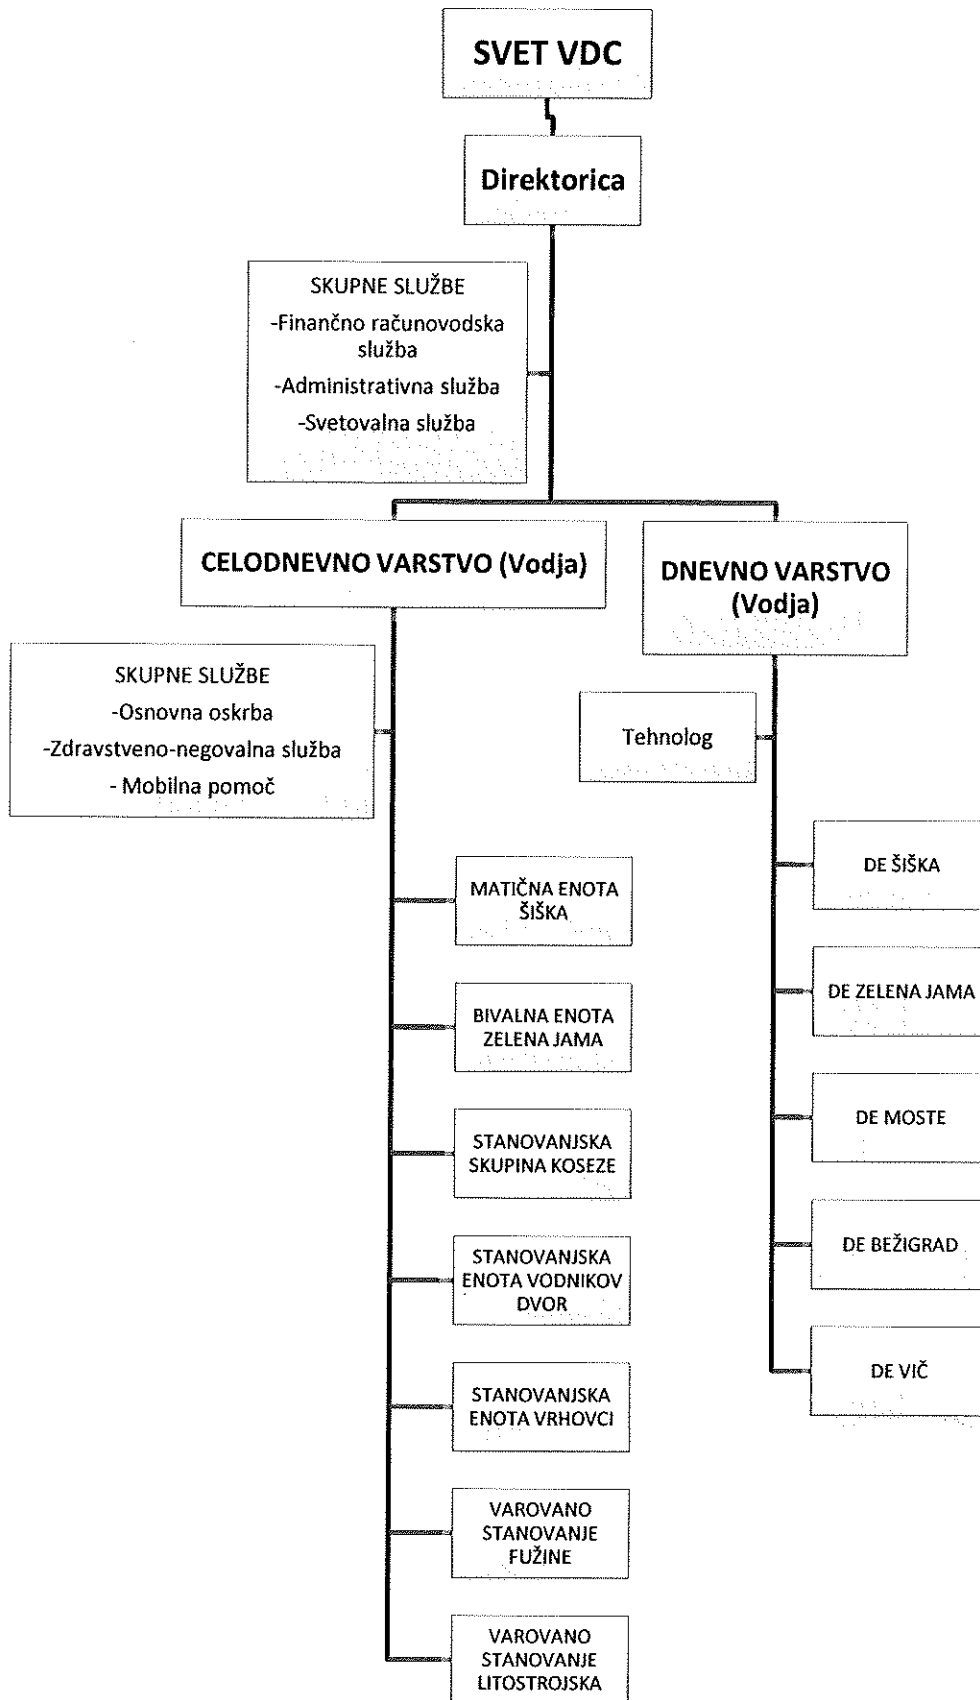 SVET VDC
Direktorica
SKUPNE SLUŽBE
-Finančno računovodska
služba
-Administrativna služba
-Svetovalna služba
CELODNEVNO VARSTVO (Vodja)
DNEVNO VARSTVO
(Vodja)
SKUPNE SLUŽBE
-Osnovna oskrba
-Zdravstveno-negovalna služba
- Mobilna pomoč
Tehnolog
MATIČNA ENOTA
ŠIŠKA
BIVALNA ENOTA
ZELENA JAMA
STANOVANJSKA
SKUPINA KOSEZE
STANOVANJSKA
ENOTA VODNIKOV
DVOR
STANOVANJSKA
ENOTA VRHOVCI
VAROVANO
STANOVANJE
FUŽINE
VAROVANO
STANOVANJE
LITOSTROJSKA
DE ŠIŠKA
DE ZELENA JAMA
DE MOSTE
DE BEŽIGRAD
DE VIČ